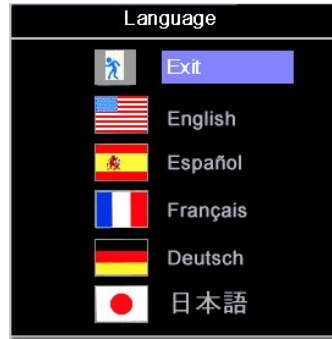 Language
Exit
English
Español
Français
Deutsch
日本語